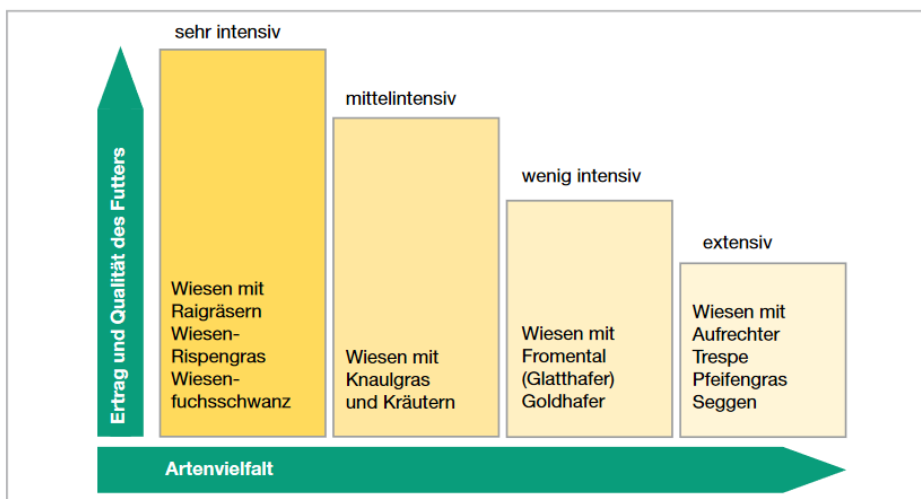 sehr intensiv
mittelintensiv
wenig intensiv
extensiv
Ertrag und Qualität des Futters
Wiesen mit
Raigräsern
Wiesen-
Rispengras
Wiesen-
fuchsschwanz
Wiesen mit
Knaulgras
und Kräutern
Wiesen mit
Fromental
(Glatthafer)
Goldhafer
Wiesen mit
Aufrechter
Trespe
Pfeifengras
Seggen
Artenvielfalt